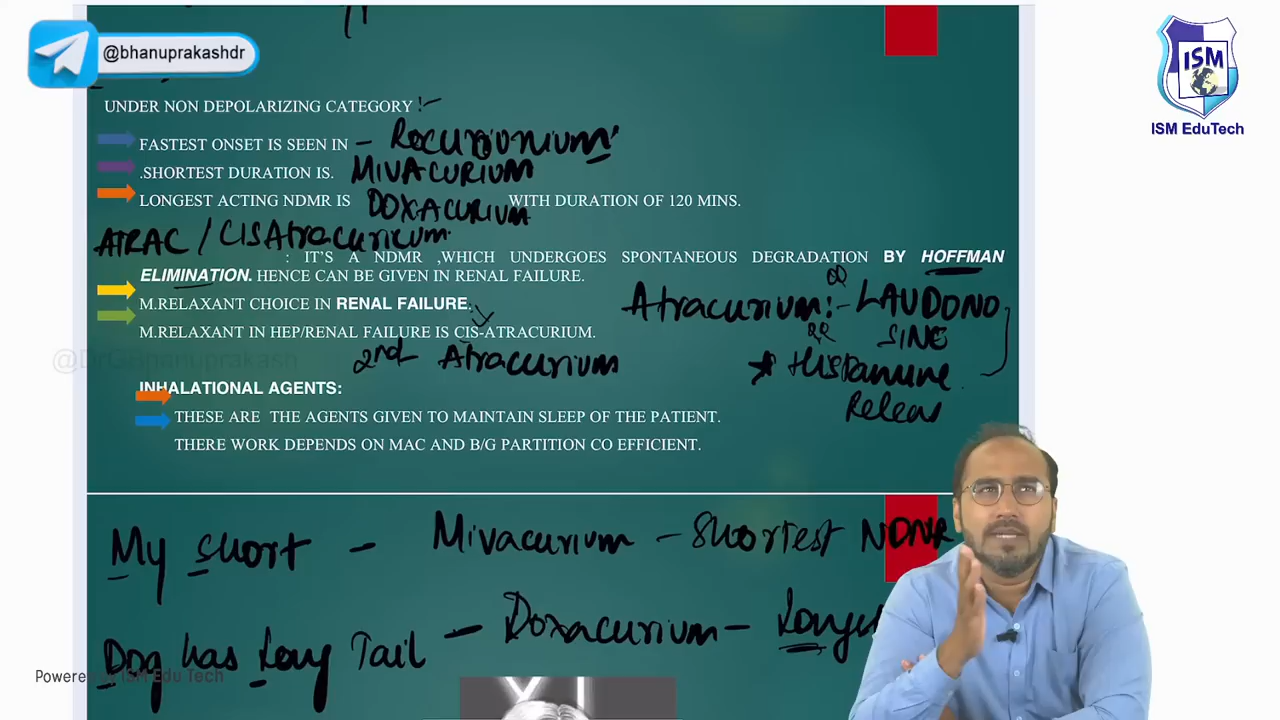 @bhanuprakashdr
ISM
ISM EduTech
UNDER NON DEPOLARIZING CATEGORY :-
FASTEST ONSET IS SEEN IN - Rocuronium
.SHORTEST DURATION IS. MIVACURIUM
LONGEST ACTING NDMR IS DOXACURIUM WITH DURATION OF 120 MINS.
ATRAC / CISAtracuricum
: IT'S A NDMR ,WHICH UNDERGOES SPONTANEOUS DEGRADATION BY HOFFMAN
ELIMINATION. HENCE CAN BE GIVEN IN RENAL FAILURE.
M.RELAXANT CHOICE IN RENAL FAILURE.
M.RELAXANT IN HEP/RENAL FAILURE IS CIS-ATRACURIUM.
2nd Atracurium
Atracurium:- LAUDONO
SINE
Histamine
Releas
INHALATIONAL AGENTS:
THESE ARE THE AGENTS GIVEN TO MAINTAIN SLEEP OF THE PATIENT.
THERE WORK DEPENDS ON MAC AND B/G PARTITION CO EFFICIENT.
My short - Mivacurium - Shortest NDMR
Dog has Long Tail - Doxacurium -
Powered by ISM Edu Tech